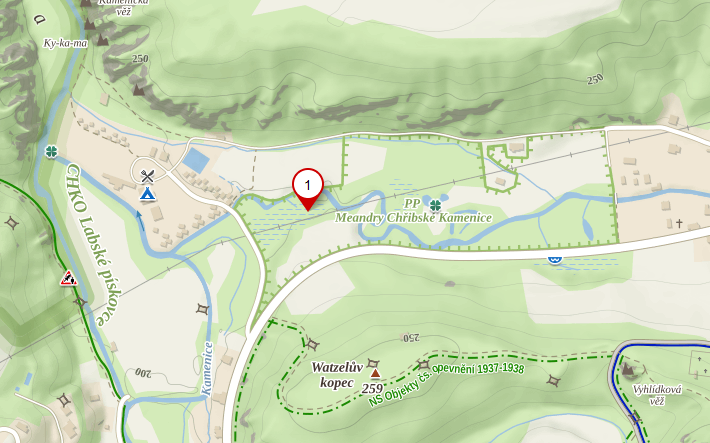 Kamenická
věž
Ky-ka-ma
250
250
CHKO Labské pískovce
1
PP
Meandry Chřibské Kamenice
200
Kamenice
250
Watzelův
kopec
259
NS Objekty čs. opevnění 1937-1938
Vyhlídková
věž